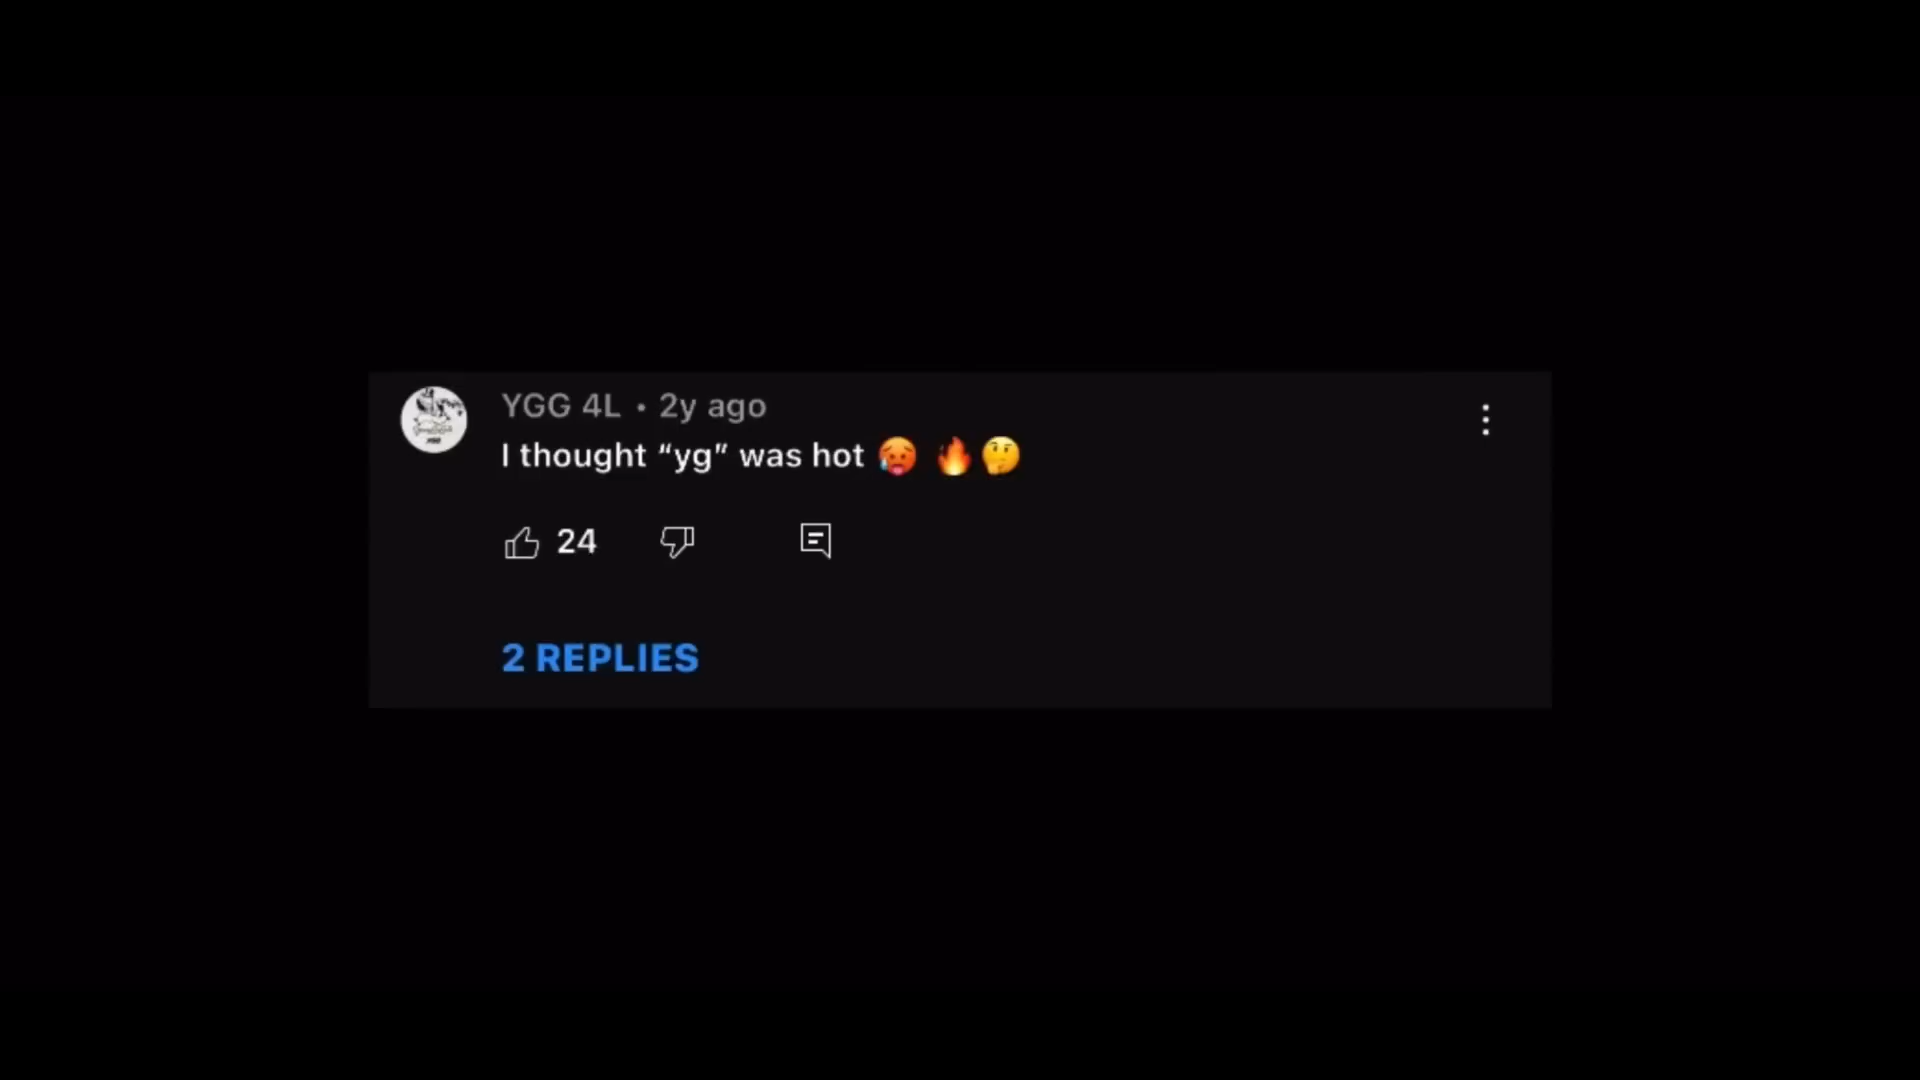 YGG 4L • 2y ago
I thought “yg” was hot 🥵 🔥🤔
24
2 REPLIES